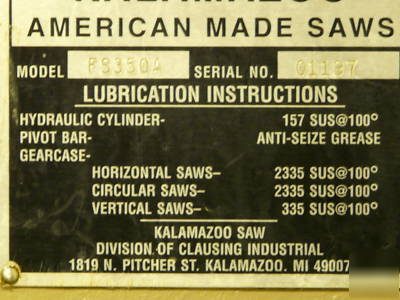 KALAMAZOO
AMERICAN MADE SAWS
MODEL FS350A SERIAL NO. 01137
LUBRICATION INSTRUCTIONS
HYDRAULIC CYLINDER- 157 SUS@100°
PIVOT BAR- ANTI-SEIZE GREASE
GEARCASE-
HORIZONTAL SAWS– 2335 SUS@100°
CIRCULAR SAWS– 2335 SUS@100°
VERTICAL SAWS– 335 SUS@100°
KALAMAZOO SAW
DIVISION OF CLAUSING INDUSTRIAL
1819 N. PITCHER ST. KALAMAZOO. MI 49007